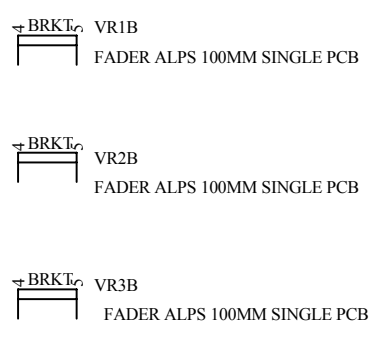 4 BRKT 5 VR1B
FADER ALPS 100MM SINGLE PCB
4 BRKT 5 VR2B
FADER ALPS 100MM SINGLE PCB
4 BRKT 5 VR3B
FADER ALPS 100MM SINGLE PCB